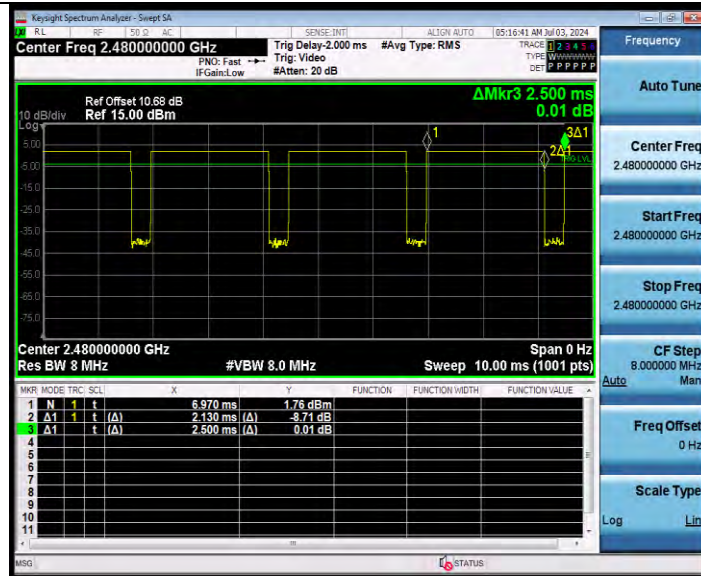 Keysight Spectrum Analyzer - Swept SA
LXI RL RF 50 Ω AC SENSE:INT ALIGN AUTO 05:16:41 AM Jul 03, 2024
Center Freq 2.480000000 GHz
PNO: Fast
IFGain:Low
Trig Delay-2.000 ms
Trig: Video
#Atten: 20 dB
#Avg Type: RMS
TRACE 1 2 3 4 5 6
TYPE WWWWWW
DET P P P P P P
Ref Offset 10.68 dB
10 dB/div Ref 15.00 dBm
Log
ΔMkr3 2.500 ms
0.01 dB
1
2Δ1
3Δ1
TRIG LVL
5.00
-5.00
-15.0
-25.0
-35.0
-45.0
-55.0
-65.0
-75.0
Center 2.480000000 GHz Span 0 Hz
Res BW 8 MHz #VBW 8.0 MHz Sweep 10.00 ms (1001 pts)
MKR MODE TRC SCL X Y FUNCTION FUNCTION WIDTH FUNCTION VALUE
1 N 1 t 6.970 ms 1.76 dBm
2 Δ1 1 t (Δ) 2.130 ms (Δ) -8.71 dB
3 Δ1 t (Δ) 2.500 ms (Δ) 0.01 dB
4
5
6
7
8
9
10
11
MSG STATUS
Frequency
Auto Tune
Center Freq
2.480000000 GHz
Start Freq
2.480000000 GHz
Stop Freq
2.480000000 GHz
CF Step
8.000000 MHz
Auto Man
Freq Offset
0 Hz
Scale Type
Log Lin